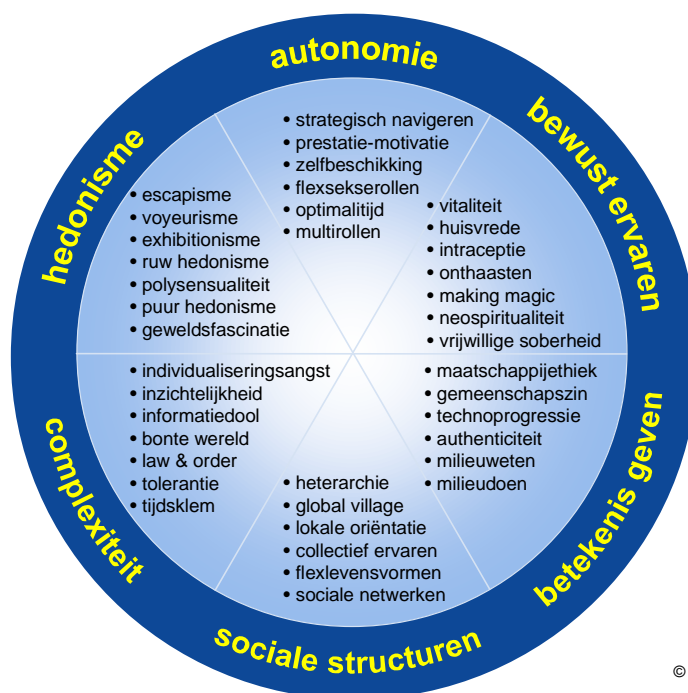 autonomie
• strategisch navigeren
• prestatie-motivatie
• zelfbeschikking
• flexsekserollen
• optimalitijd
• multirollen
bewust ervaren
• vitaliteit
• huisvrede
• intraceptie
• onthaasten
• making magic
• neospiritualiteit
• vrijwillige soberheid
betekenis geven
• maatschappijethiek
• gemeenschapszin
• technoprogressie
• authenticiteit
• milieuweten
• milieudoen
sociale structuren
• heterarchie
• global village
• lokale oriëntatie
• collectief ervaren
• flexlevensvormen
• sociale netwerken
complexiteit
• individualiseringsangst
• inzichtelijkheid
• informatiedool
• bonte wereld
• law & order
• tolerantie
• tijdsklem
hedonisme
• escapisme
• voyeurisme
• exhibitionisme
• ruw hedonisme
• polysensualiteit
• puur hedonisme
• geweldsfascinatie
©